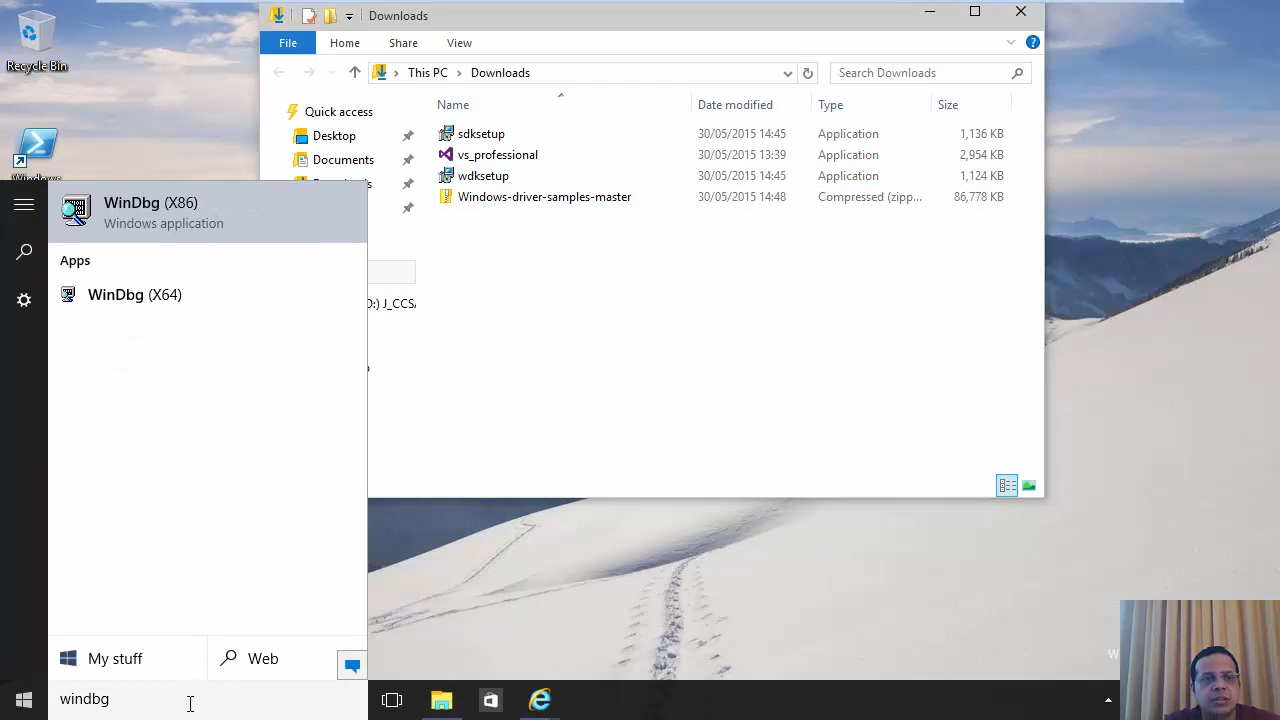 Recycle Bin
Windows
Downloads
File
Home
Share
View
This PC
Downloads
Search Downloads
Name
Date modified
Type
Size
Quick access
Desktop
Documents
sdksetup
30/05/2015 14:45
Application
1,136 KB
vs_professional
30/05/2015 13:39
Application
2,954 KB
wdksetup
30/05/2015 14:45
Application
1,124 KB
Windows-driver-samples-master
30/05/2015 14:48
Compressed (zipp...
86,778 KB
WinDbg (X86)
Windows application
Apps
WinDbg (X64)
D:) J_CCSA
My stuff
Web
windbg
W